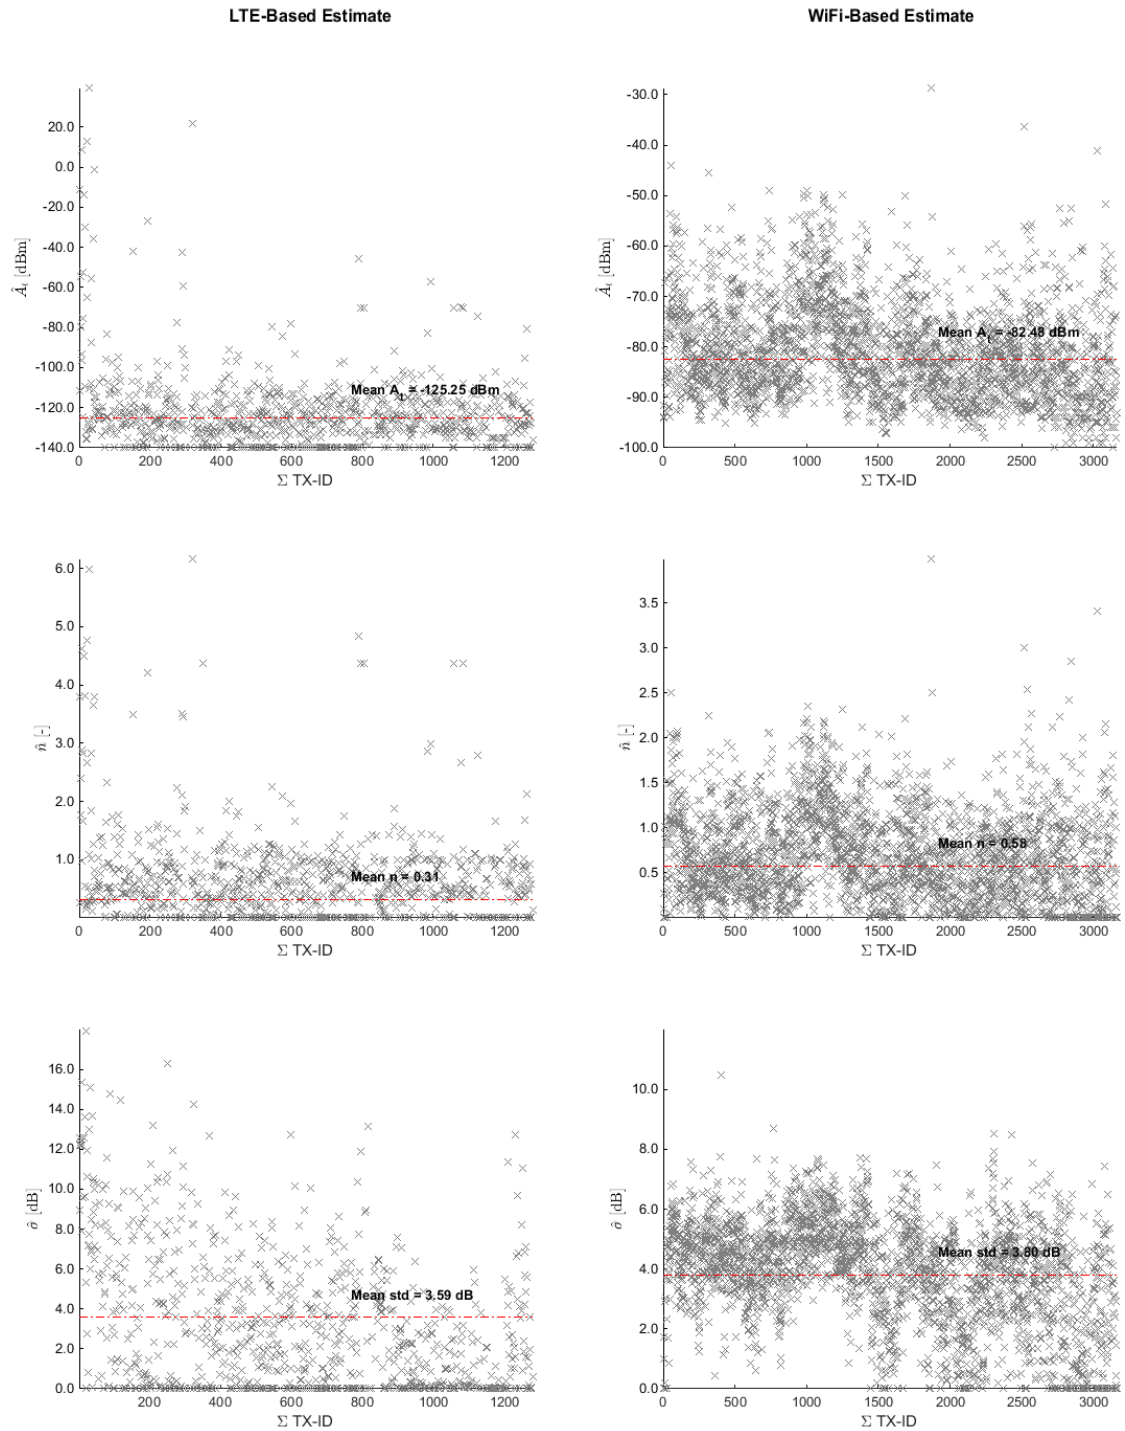 LTE-Based Estimate
WiFi-Based Estimate
20.0
0.0
-20.0
-40.0
-60.0
-80.0
-100.0
-120.0
-140.0
Â_t [dBm]
Mean A_t = -125.25 dBm
0 200 400 600 800 1000 1200
Σ TX-ID
-30.0
-40.0
-50.0
-60.0
-70.0
-80.0
-90.0
-100.0
Â_t [dBm]
Mean A_t = -82.48 dBm
0 500 1000 1500 2000 2500 3000
Σ TX-ID
6.0
5.0
4.0
3.0
2.0
1.0
n̂ [-]
Mean n = 0.31
0 200 400 600 800 1000 1200
Σ TX-ID
3.5
3.0
2.5
2.0
1.5
1.0
0.5
n̂ [-]
Mean n = 0.58
0 500 1000 1500 2000 2500 3000
Σ TX-ID
16.0
14.0
12.0
10.0
8.0
6.0
4.0
2.0
0.0
σ̂ [dB]
Mean std = 3.59 dB
200 400 600 800 1000 1200
Σ TX-ID
10.0
8.0
6.0
4.0
2.0
0.0
σ̂ [dB]
Mean std = 3.80 dB
0 500 1000 1500 2000 2500 3000
Σ TX-ID